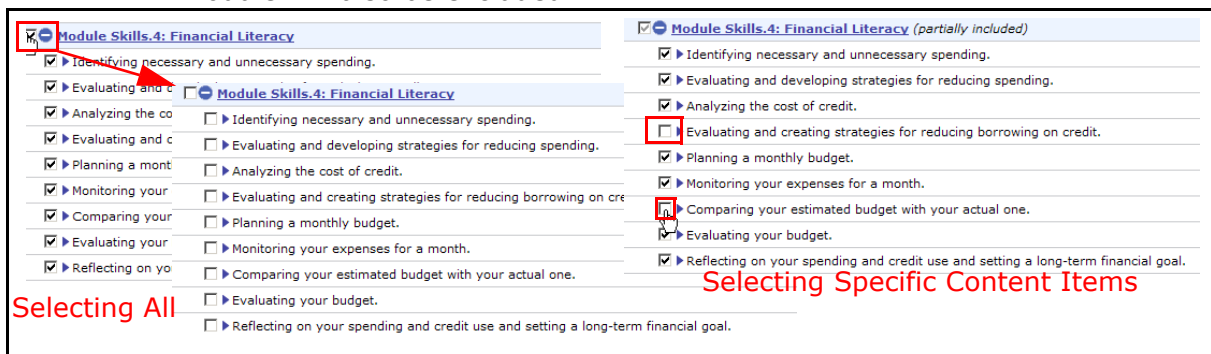 Module Skills.4: Financial Literacy
Identifying necessary and unnecessary spending.
Evaluating and
Analyzing the co
Evaluating and c
Planning a mont
Monitoring your
Comparing your
Evaluating your
Reflecting on yo
Selecting All
Module Skills.4: Financial Literacy
Identifying necessary and unnecessary spending.
Evaluating and developing strategies for reducing spending.
Analyzing the cost of credit.
Evaluating and creating strategies for reducing borrowing on cre
Planning a monthly budget.
Monitoring your expenses for a month.
Comparing your estimated budget with your actual one.
Evaluating your budget.
Reflecting on your spending and credit use and setting a long-term financial goal.
Module Skills.4: Financial Literacy (partially included)
Identifying necessary and unnecessary spending.
Evaluating and developing strategies for reducing spending.
Analyzing the cost of credit.
Evaluating and creating strategies for reducing borrowing on credit.
Planning a monthly budget.
Monitoring your expenses for a month.
Comparing your estimated budget with your actual one.
Evaluating your budget.
Reflecting on your spending and credit use and setting a long-term financial goal.
Selecting Specific Content Items